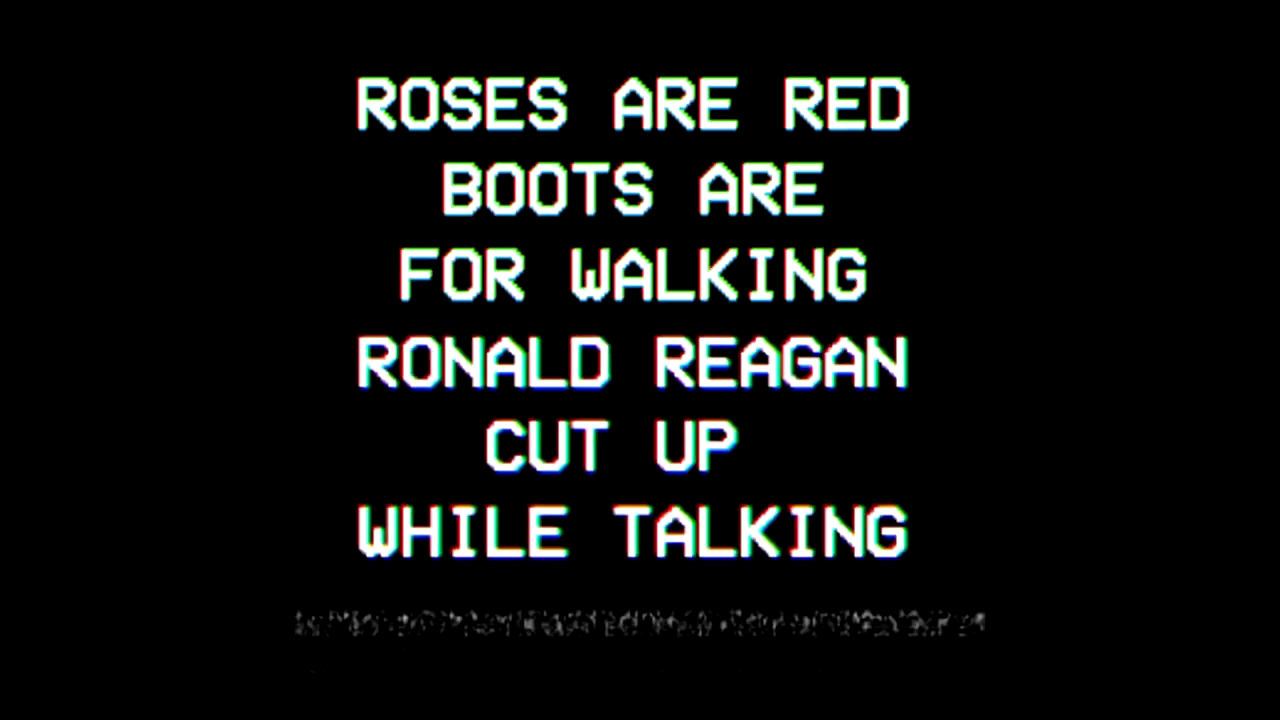 ROSES ARE RED
BOOTS ARE
FOR WALKING
RONALD REAGAN
CUT UP
WHILE TALKING